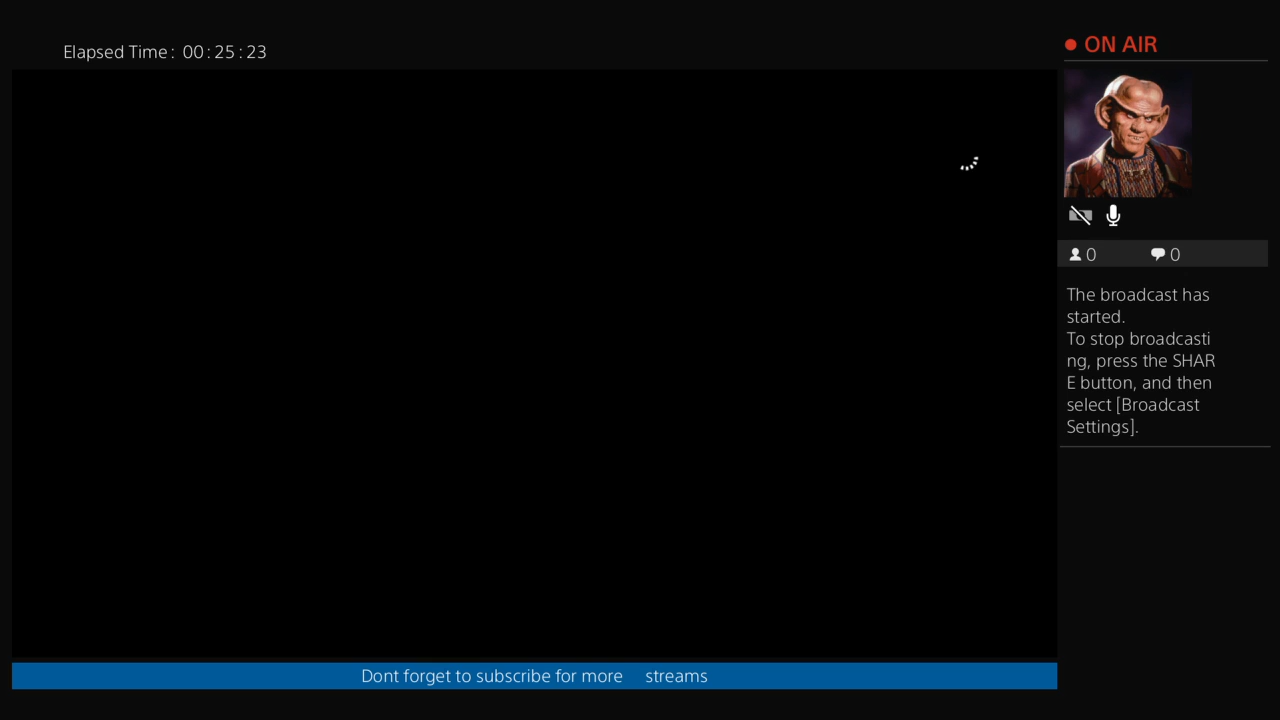 Elapsed Time: 00:25:23
ON AIR
0 0
The broadcast has
started.
To stop broadcasti
ng, press the SHAR
E button, and then
select [Broadcast
Settings].
Dont forget to subscribe for more streams